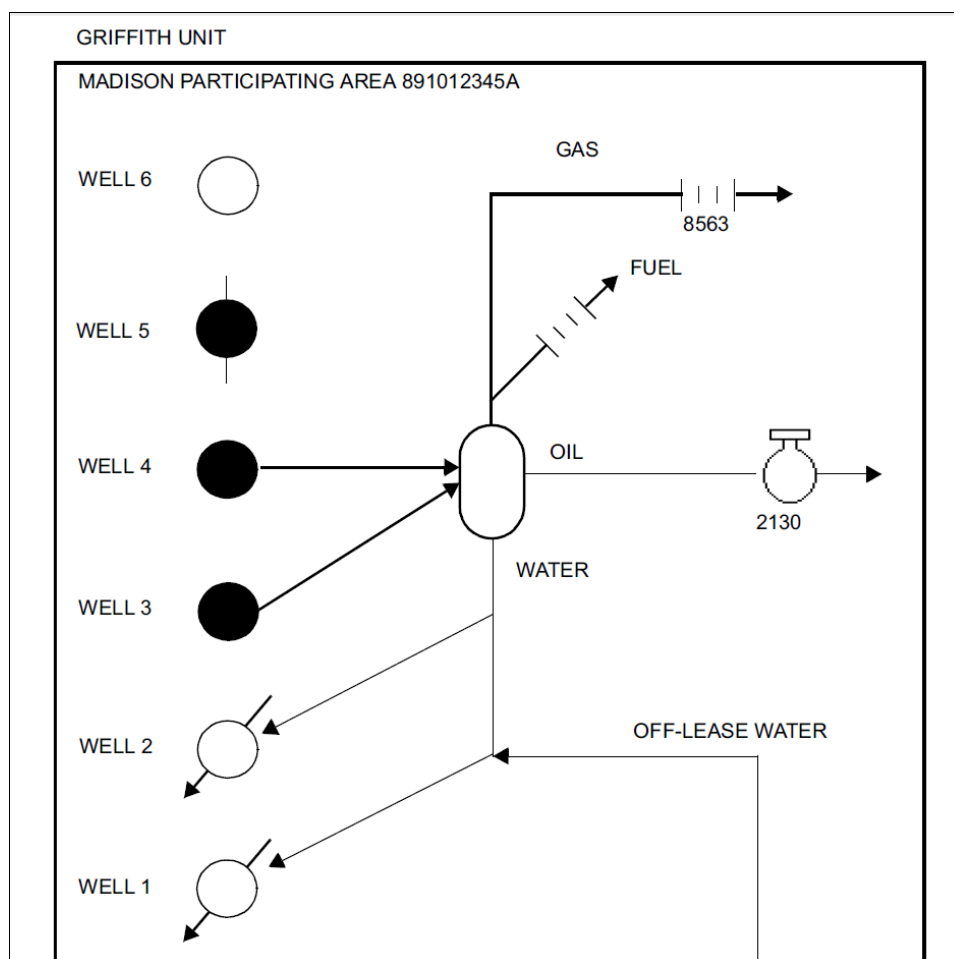 GRIFFITH UNIT
MADISON PARTICIPATING AREA 891012345A
GAS
WELL 6
8563
FUEL
WELL 5
OIL
WELL 4
2130
WATER
WELL 3
OFF-LEASE WATER
WELL 2
WELL 1